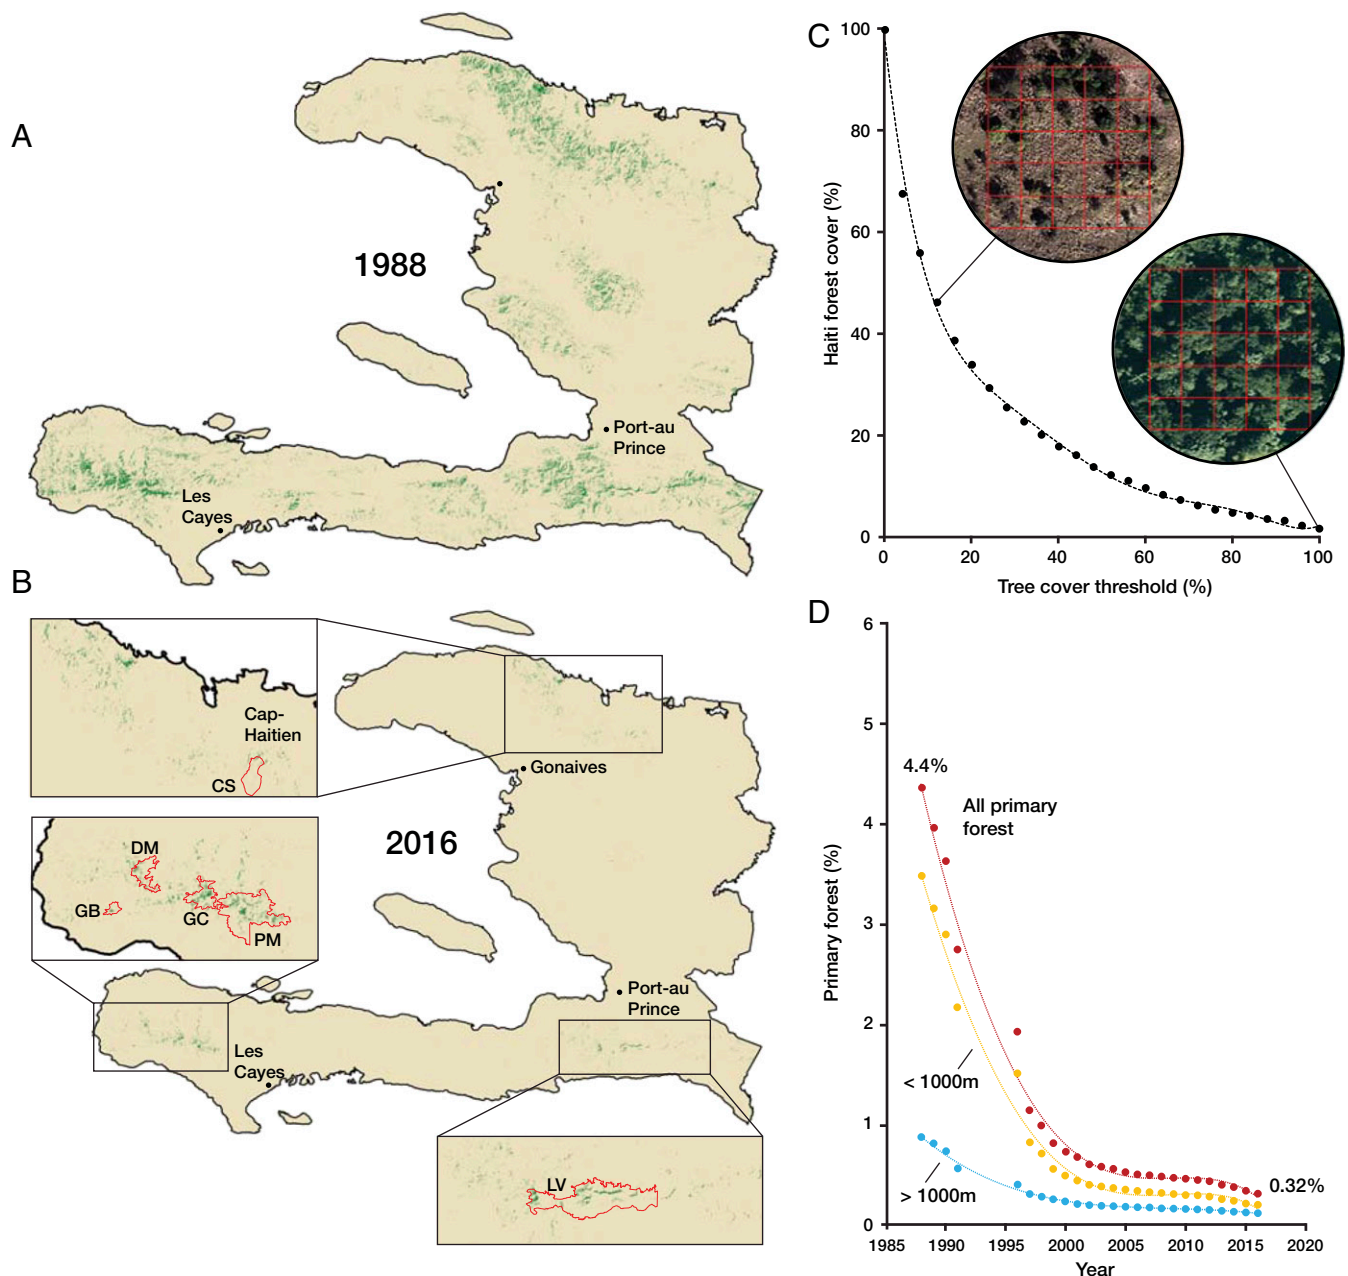 A
1988
Port-au
Prince
Les
Cayes
B
Cap-
Haitien
CS
DM
GB
GC
PM
Gonaives
2016
Port-au
Prince
Les
Cayes
LV
C
100
80
60
40
20
0
Haiti forest cover (%)
0
20
40
60
80
100
Tree cover threshold (%)
D
6
5
4
3
2
1
0
Primary forest (%)
4.4%
All primary
forest
< 1000m
> 1000m
0.32%
1985
1990
1995
2000
2005
2010
2015
2020
Year